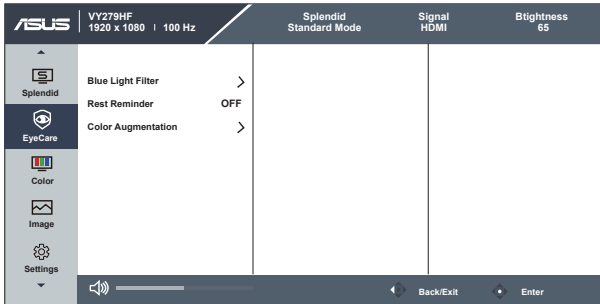 ASUS
VY279HF
1920 x 1080 | 100 Hz
Splendid
Standard Mode
Signal
HDMI
Btightness
65
Splendid
EyeCare
Color
Image
Settings
Blue Light Filter
Rest Reminder OFF
Color Augmentation
Back/Exit
Enter